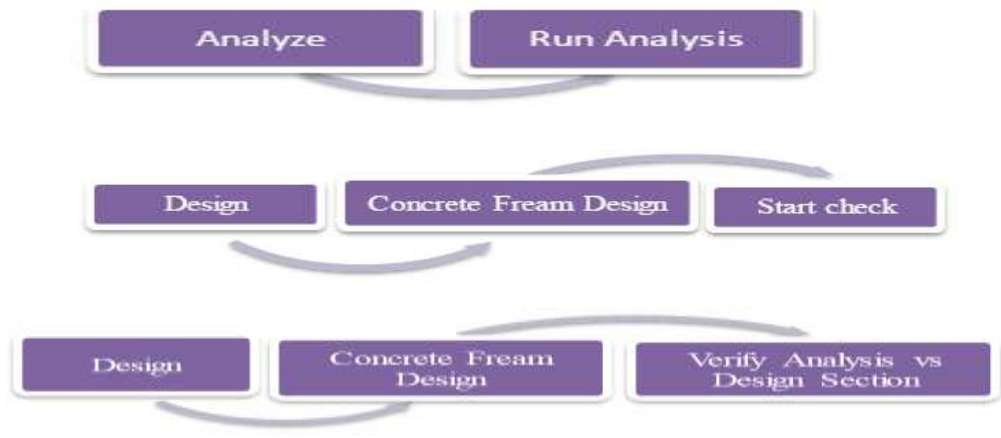 Analyze
Run Analysis
Design
Concrete Fream Design
Start check
Design
Concrete Fream
Design
Verify Analysis vs
Design Section